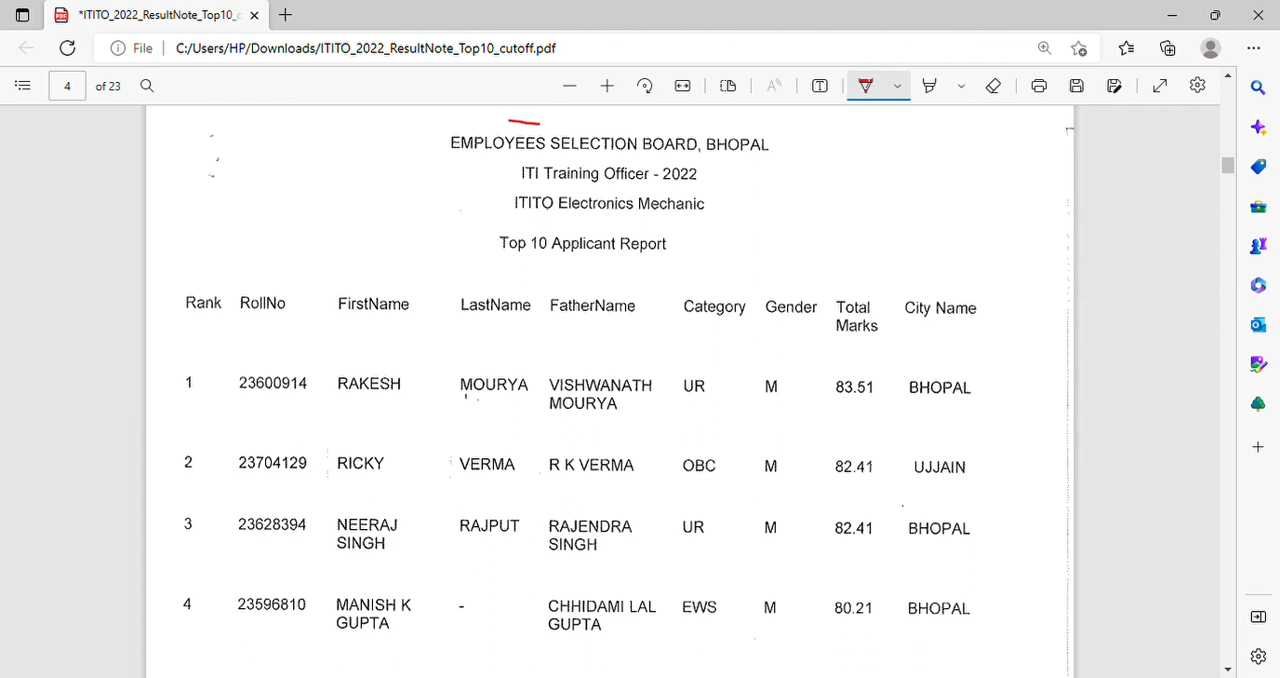 *ITITO_2022_ResultNote_Top10_c
File C:/Users/HP/Downloads/ITITO_2022_ResultNote_Top10_cutoff.pdf
4 of 23
EMPLOYEES SELECTION BOARD, BHOPAL
ITI Training Officer - 2022
ITITO Electronics Mechanic
Top 10 Applicant Report
Rank RollNo FirstName LastName FatherName Category Gender Total City Name
Marks
1 23600914 RAKESH MOURYA VISHWANATH UR M 83.51 BHOPAL
MOURYA
2 23704129 RICKY VERMA R K VERMA OBC M 82.41 UJJAIN
3 23628394 NEERAJ RAJPUT RAJENDRA UR M 82.41 BHOPAL
SINGH SINGH
4 23596810 MANISH K - CHHIDAMI LAL EWS M 80.21 BHOPAL
GUPTA GUPTA